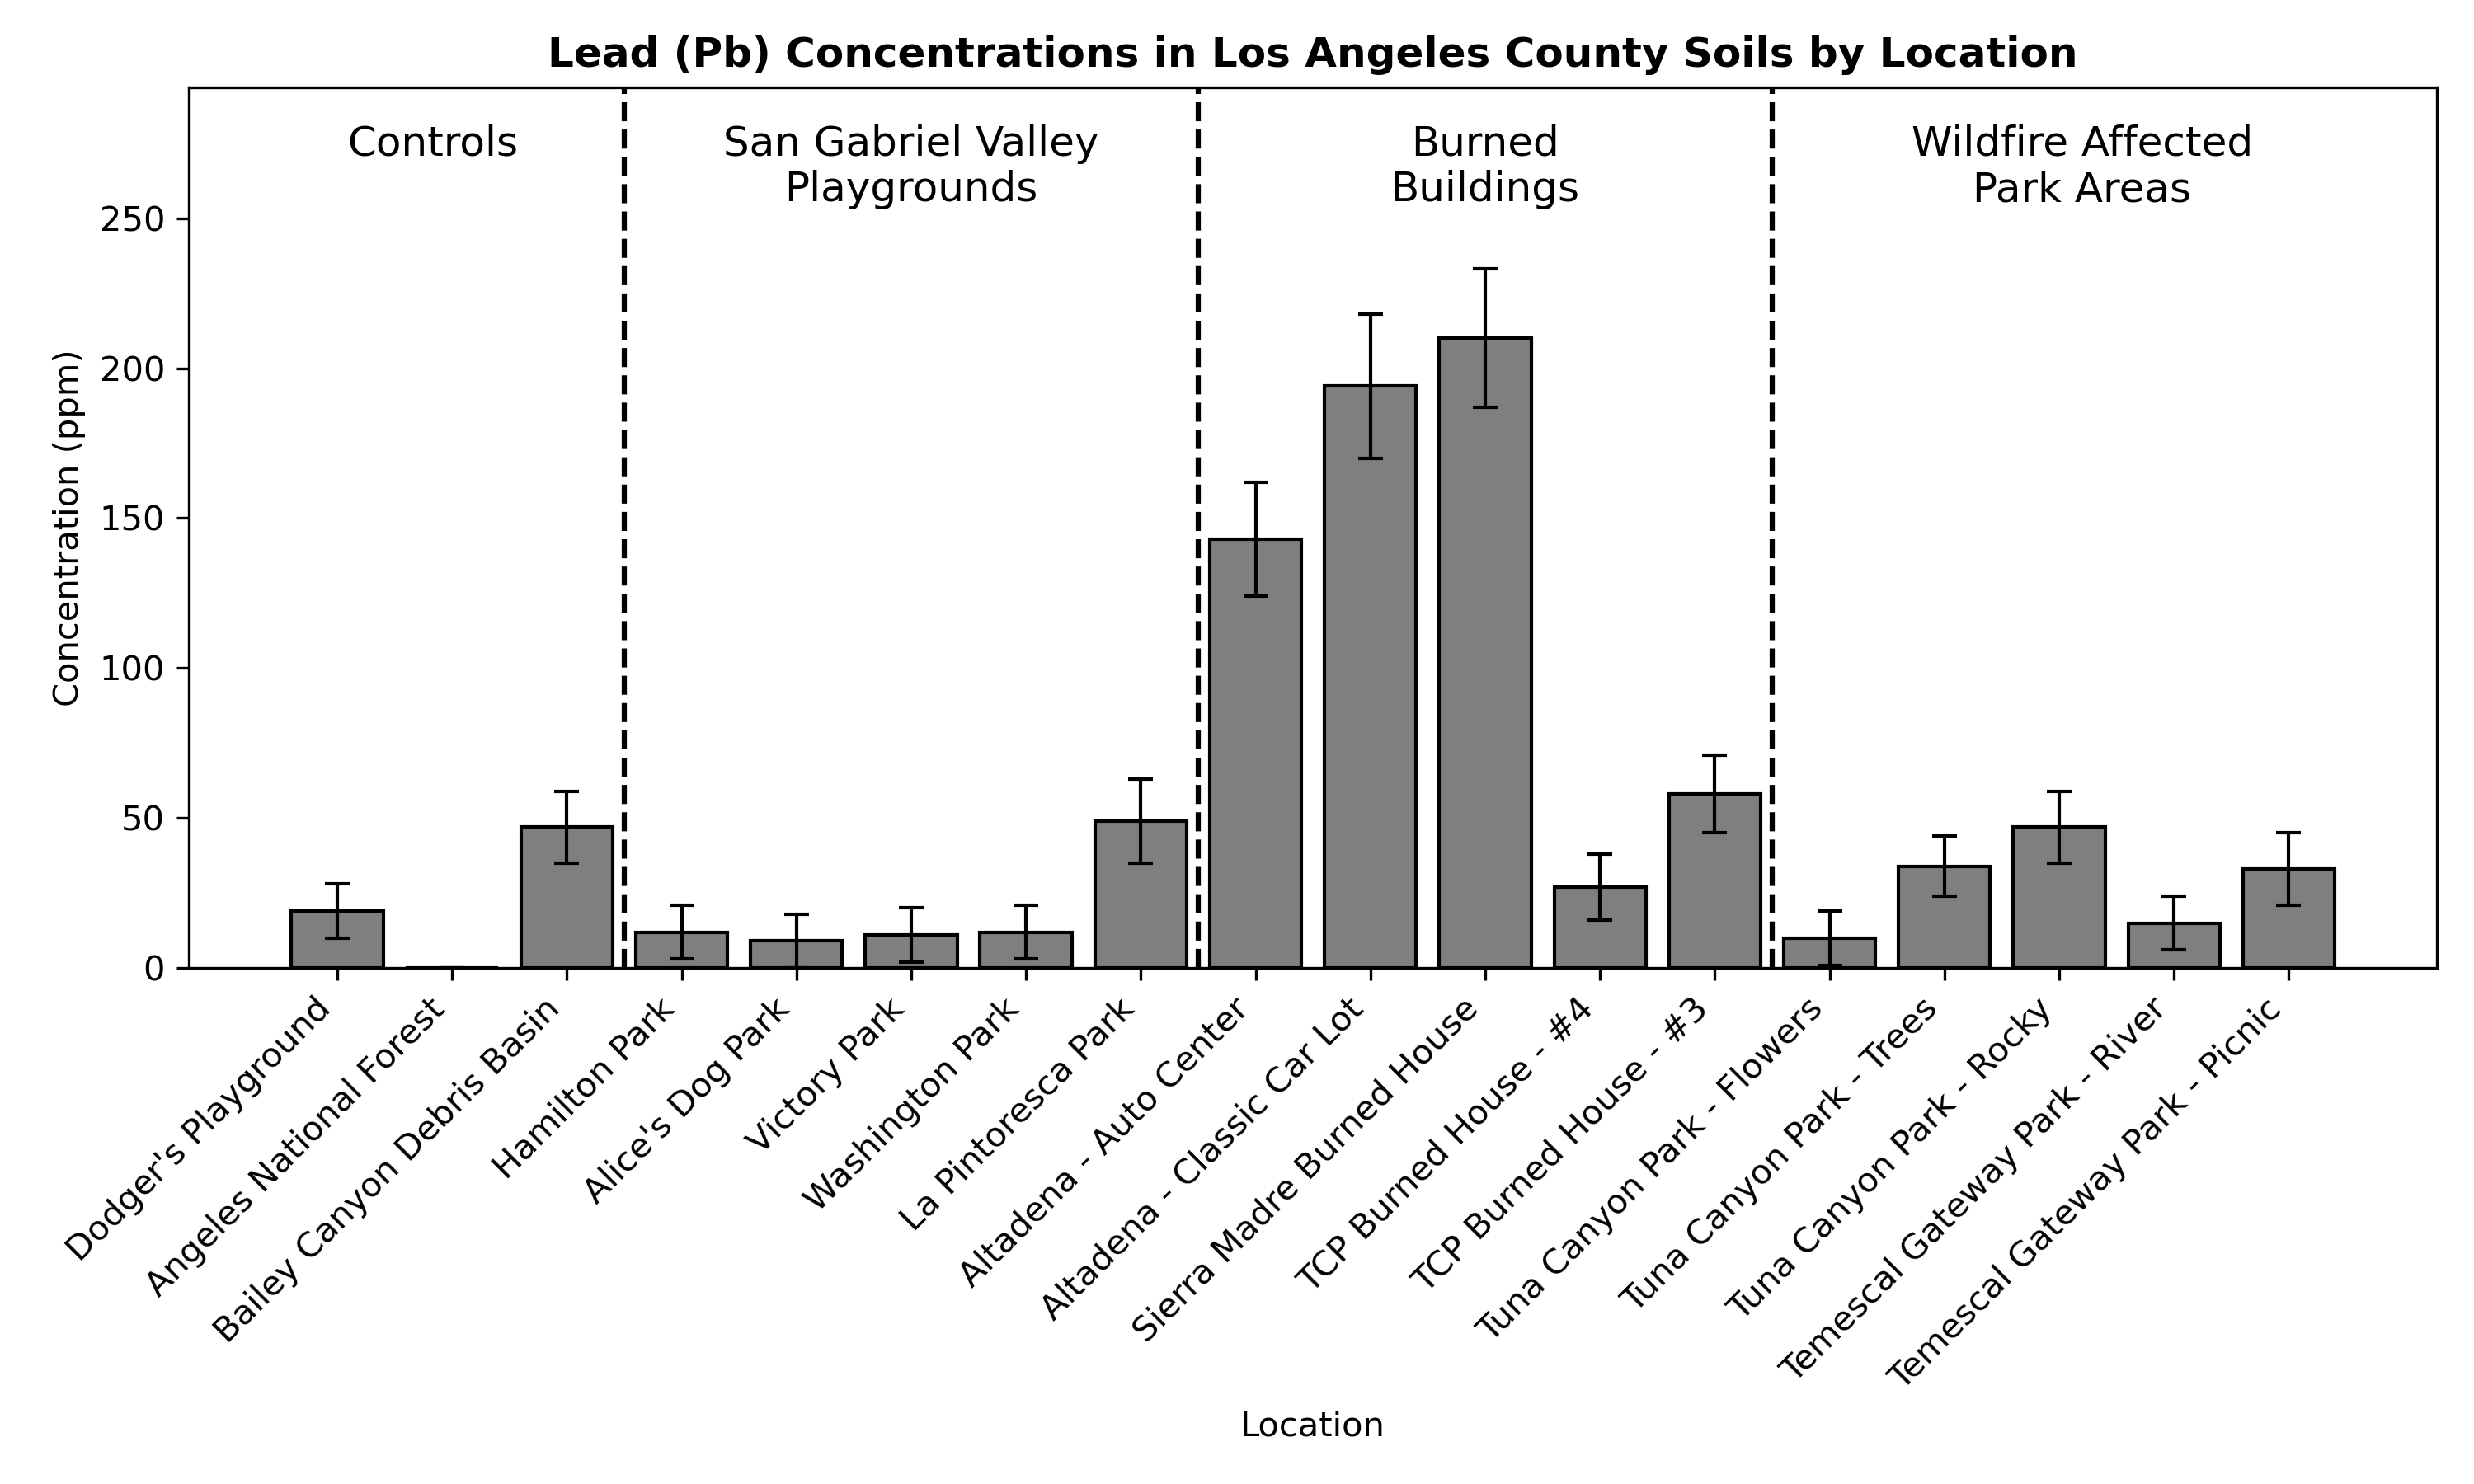 Lead (Pb) Concentrations in Los Angeles County Soils by Location
Controls
San Gabriel Valley
Playgrounds
Burned
Buildings
Wildfire Affected
Park Areas
Concentration (ppm)
250
200
150
100
50
0
Dodger's Playground
Angeles National Forest
Bailey Canyon Debris Basin
Hamilton Park
Alice's Dog Park
Victory Park
Washington Park
La Pintoresca Park
Altadena - Auto Center
Altadena - Classic Car Lot
Sierra Madre Burned House
TCP Burned House - #4
TCP Burned House - #3
Tuna Canyon Park - Flowers
Tuna Canyon Park - Trees
Tuna Canyon Park - Rocky
Temescal Gateway Park - River
Temescal Gateway Park - Picnic
Location